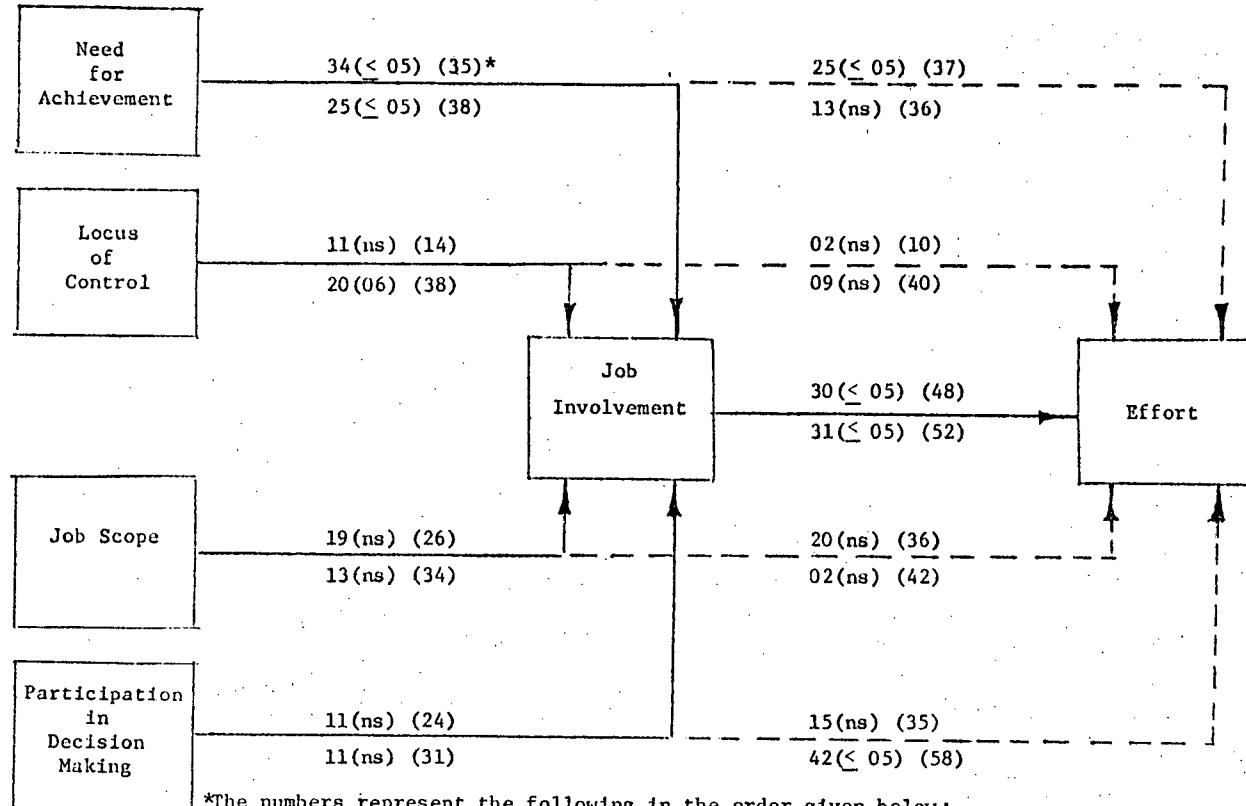 Need
for
Achievement
34(≤ 05) (35)*
25(≤ 05) (38)
25(≤ 05) (37)
13(ns) (36)
Locus
of
Control
11(ns) (14)
20(06) (38)
02(ns) (10)
09(ns) (40)
Job
Involvement
30(≤ 05) (48)
31(≤ 05) (52)
Effort
Job Scope
19(ns) (26)
13(ns) (34)
20(ns) (36)
02(ns) (42)
Participation
in
Decision
Making
11(ns) (24)
11(ns) (31)
15(ns) (35)
42(≤ 05) (58)
*The numbers represent the following in the order given below: